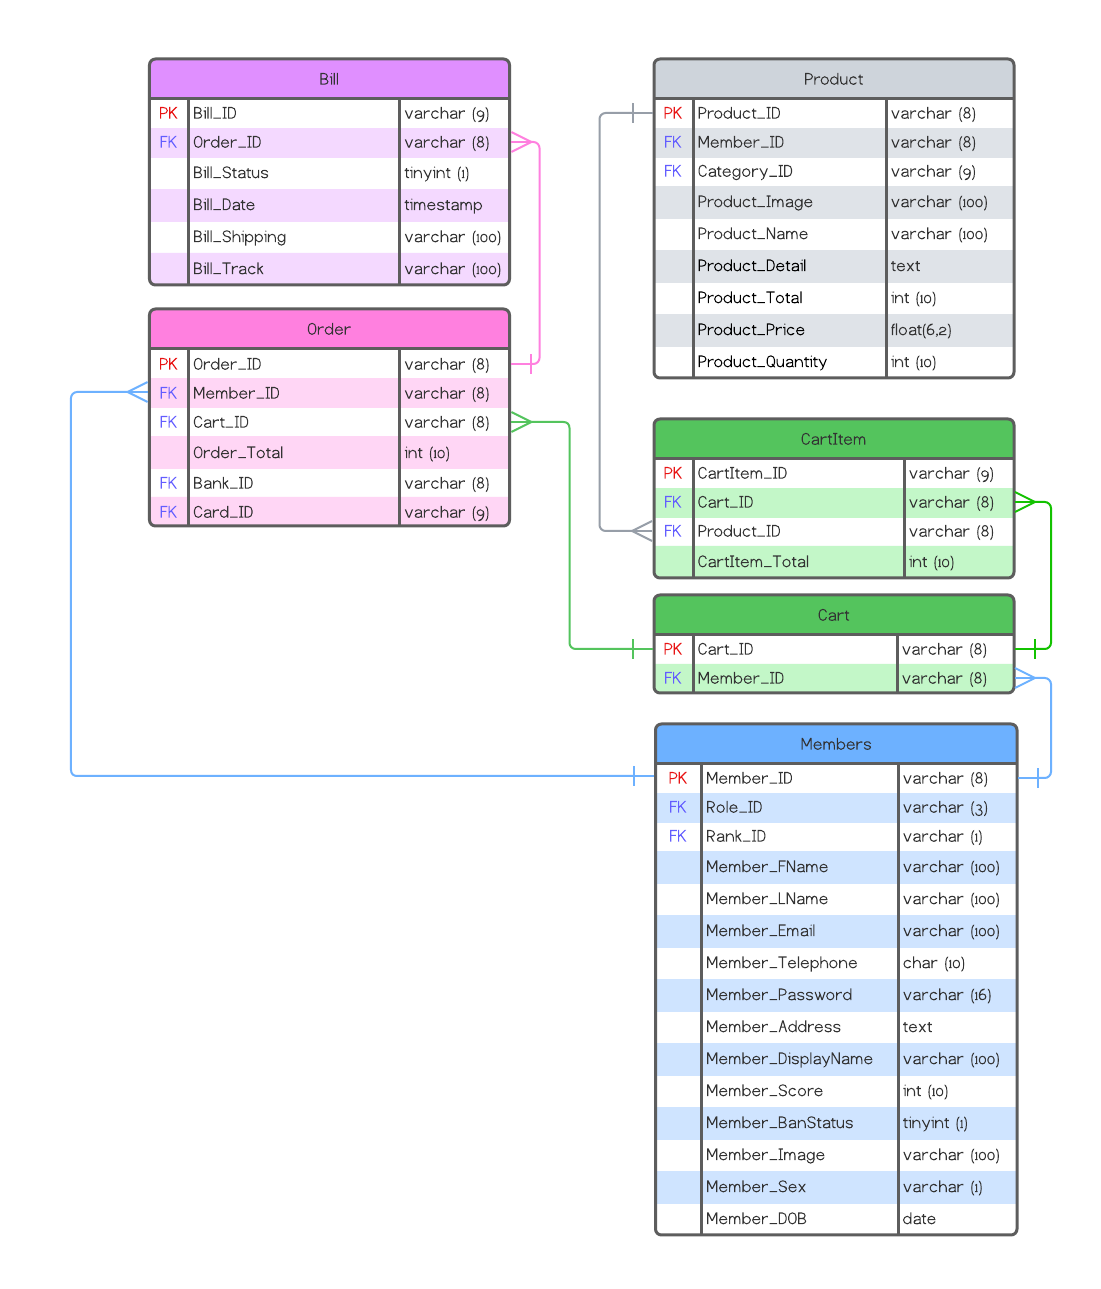 Bill
PK Bill_ID varchar (9)
FK Order_ID varchar (8)
Bill_Status tinyint (1)
Bill_Date timestamp
Bill_Shipping varchar (100)
Bill_Track varchar (100)
Order
PK Order_ID varchar (8)
FK Member_ID varchar (8)
FK Cart_ID varchar (8)
Order_Total int (10)
FK Bank_ID varchar (8)
FK Card_ID varchar (9)
Product
PK Product_ID varchar (8)
FK Member_ID varchar (8)
FK Category_ID varchar (9)
Product_Image varchar (100)
Product_Name varchar (100)
Product_Detail text
Product_Total int (10)
Product_Price float(6,2)
Product_Quantity int (10)
CartItem
PK CartItem_ID varchar (9)
FK Cart_ID varchar (8)
FK Product_ID varchar (8)
CartItem_Total int (10)
Cart
PK Cart_ID varchar (8)
FK Member_ID varchar (8)
Members
PK Member_ID varchar (8)
FK Role_ID varchar (3)
FK Rank_ID varchar (1)
Member_FName varchar (100)
Member_LName varchar (100)
Member_Email varchar (100)
Member_Telephone char (10)
Member_Password varchar (16)
Member_Address text
Member_DisplayName varchar (100)
Member_Score int (10)
Member_BanStatus tinyint (1)
Member_Image varchar (100)
Member_Sex varchar (1)
Member_DOB date